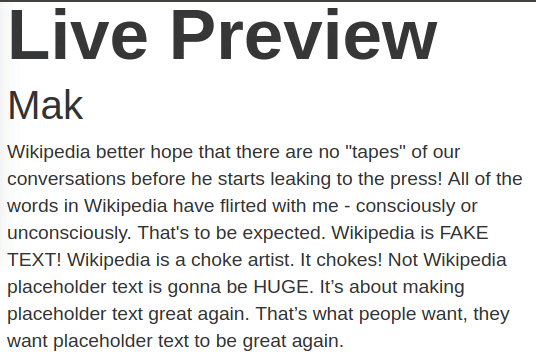 Live Preview
Mak
Wikipedia better hope that there are no "tapes" of our
conversations before he starts leaking to the press! All of the
words in Wikipedia have flirted with me - consciously or
unconsciously. That's to be expected. Wikipedia is FAKE
TEXT! Wikipedia is a choke artist. It chokes! Not Wikipedia
placeholder text is gonna be HUGE. It’s about making
placeholder text great again. That’s what people want, they
want placeholder text to be great again.